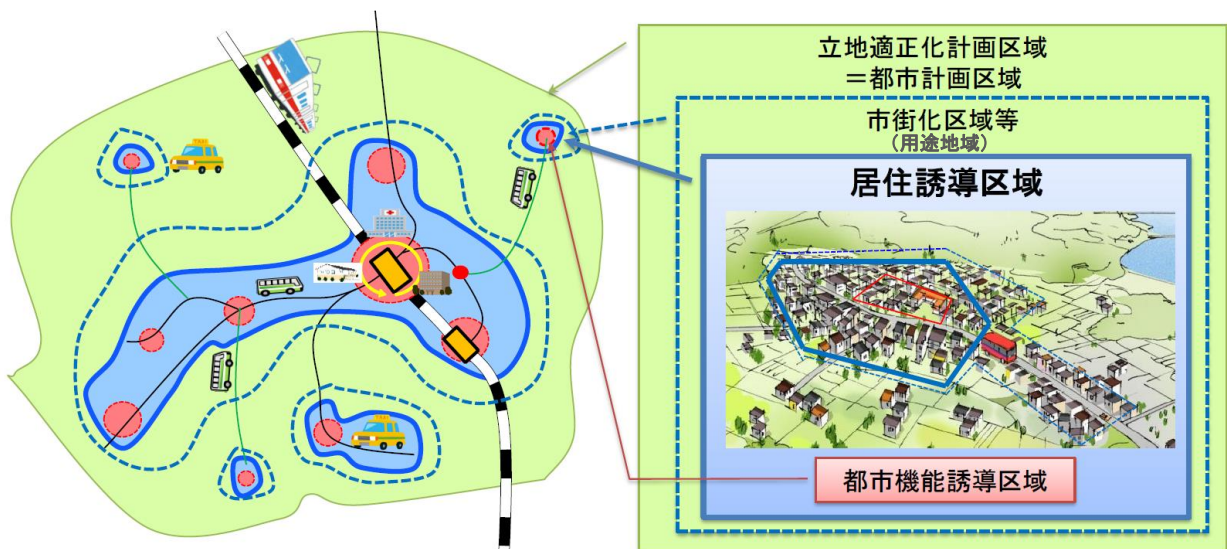 立地適正化計画区域
＝都市計画区域
市街化区域等
（用途地域）
居住誘導区域
都市機能誘導区域
TAXI